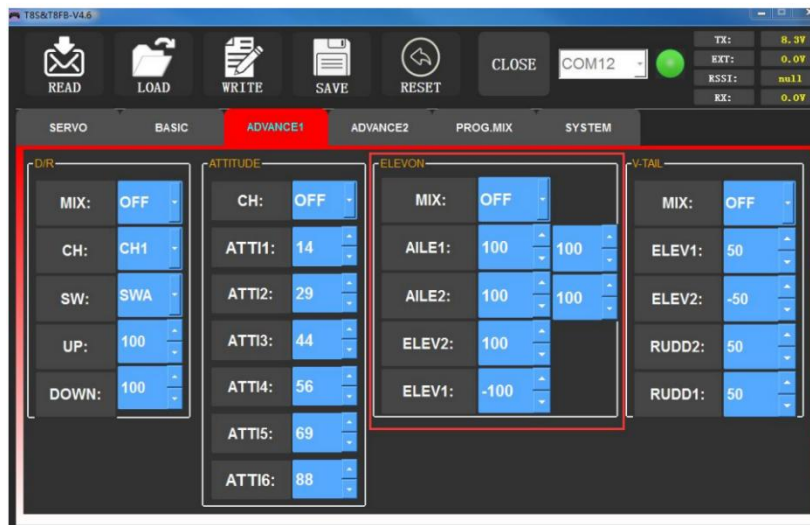 T8S&T8FB-V4.6
READ
LOAD
WRITE
SAVE
RESET
CLOSE
COM12
TX: 8.3V
EXT: 0.0V
RSSI: null
RX: 0.0V
SERVO
BASIC
ADVANCE1
ADVANCE2
PROG.MIX
SYSTEM
D/R
MIX: OFF
CH: CH1
SW: SWA
UP: 100
DOWN: 100
ATTITUDE
CH: OFF
ATTI1: 14
ATTI2: 29
ATTI3: 44
ATTI4: 56
ATTI5: 69
ATTI6: 88
ELEVON
MIX: OFF
AILE1: 100 100
AILE2: 100 100
ELEV2: 100
ELEV1: -100
V-TAIL
MIX: OFF
ELEV1: 50
ELEV2: -50
RUDD2: 50
RUDD1: 50